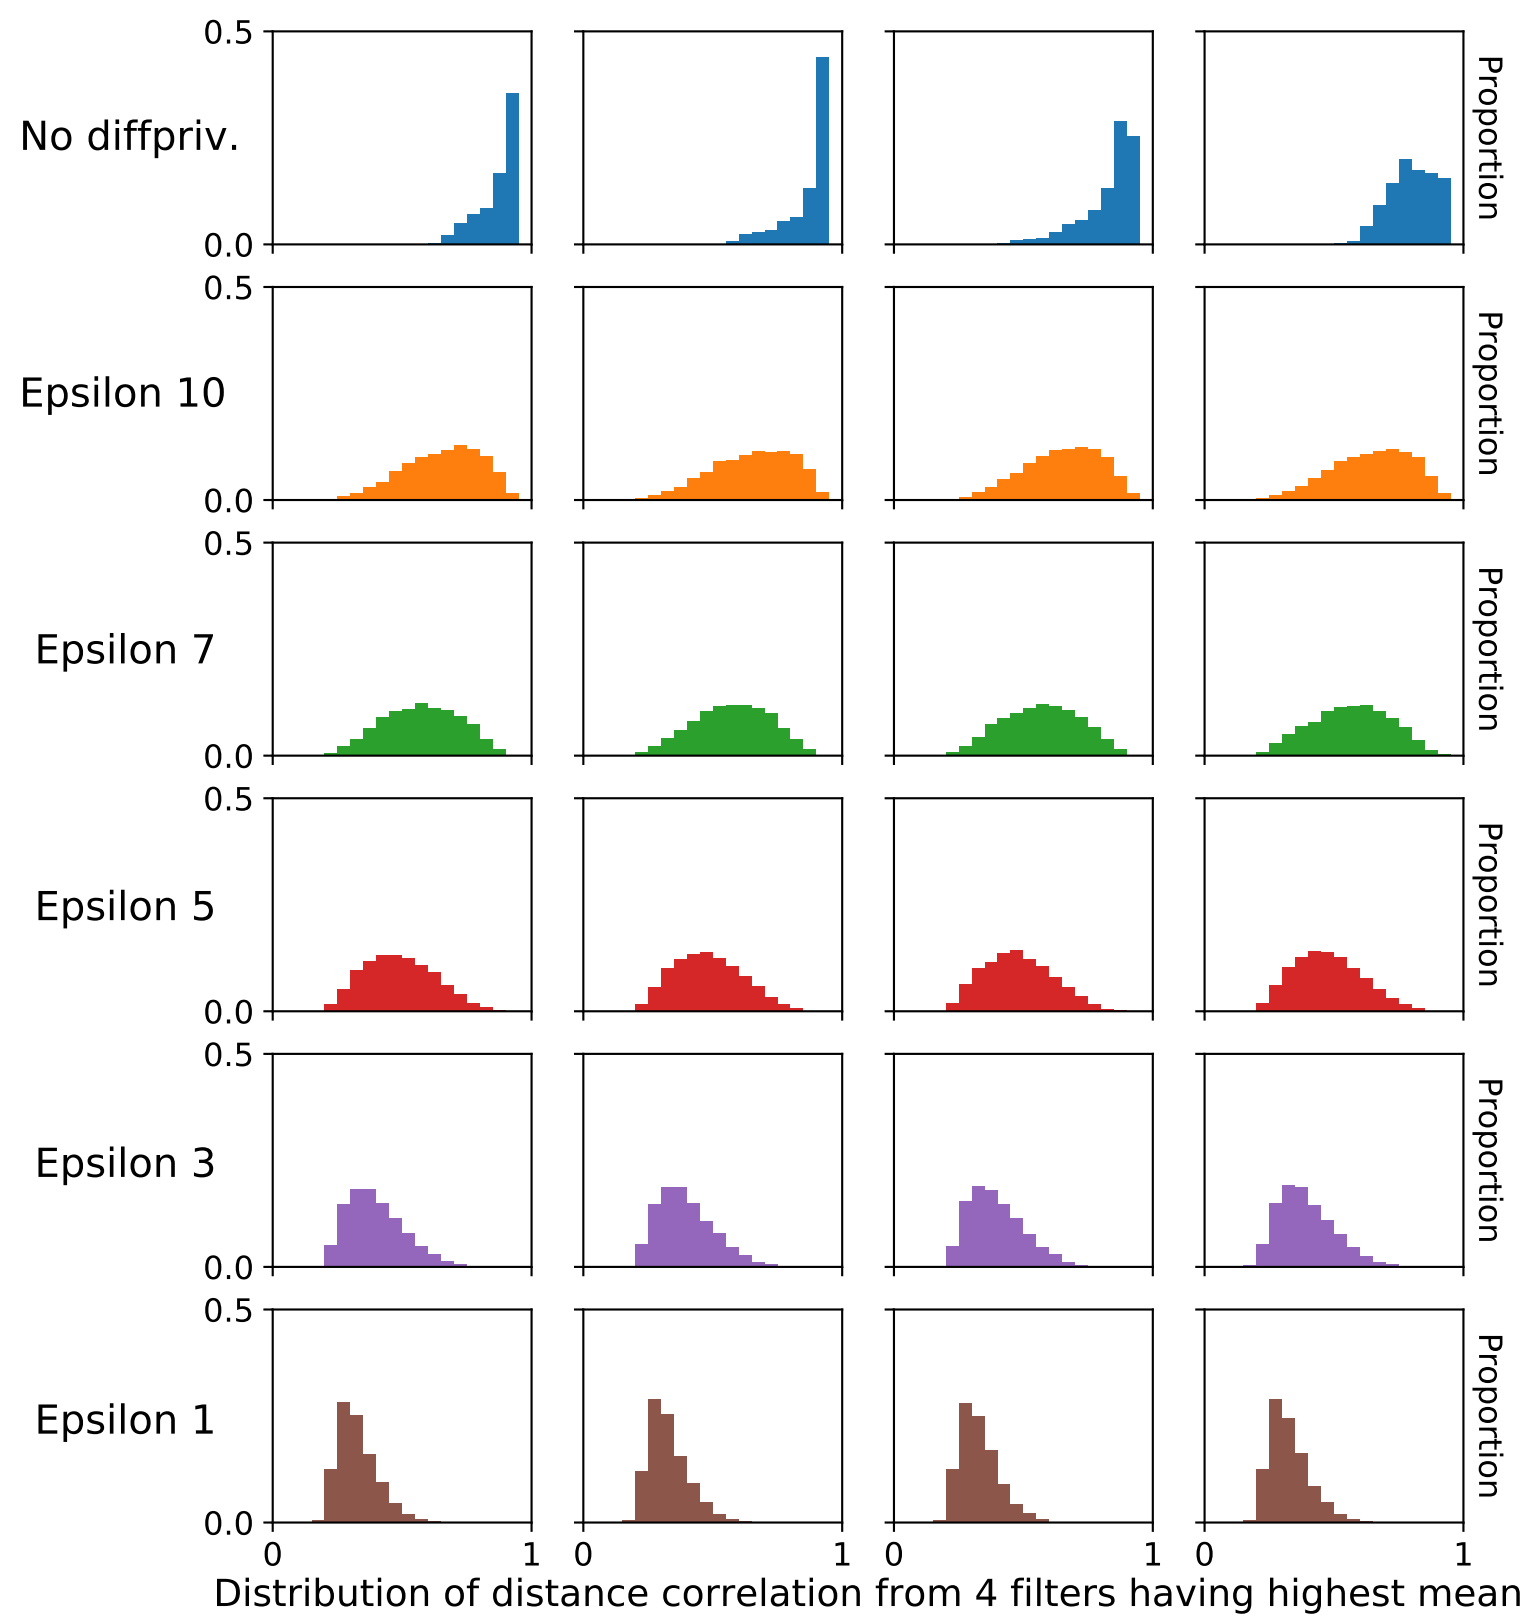 0.5
No diffpriv.
0.0
Proportion
0.5
Epsilon 10
0.0
Proportion
0.5
Epsilon 7
0.0
Proportion
0.5
Epsilon 5
0.0
Proportion
0.5
Epsilon 3
0.0
Proportion
0.5
Epsilon 1
0.0
Proportion
0 1 0 1 0 1 0 1
Distribution of distance correlation from 4 filters having highest mean